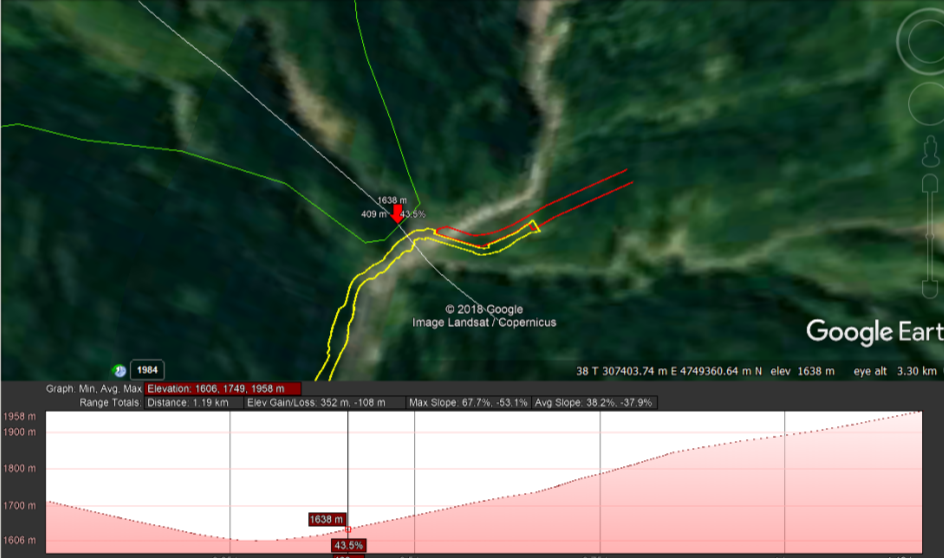 1638 m
409 m 43.5%
© 2018 Google
Image Landsat / Copernicus
Google Eart
1984
38 T 307403.74 m E 4749360.64 m N elev 1638 m eye alt 3.30 km
Graph: Min, Avg, Max Elevation: 1606, 1749, 1958 m
Range Totals: Distance: 1.19 km Elev Gain/Loss: 352 m, -108 m Max Slope: 67.7%, -53.1% Avg Slope: 38.2%, -37.9%
1958 m
1900 m
1800 m
1700 m
1638 m
1606 m
43.5%